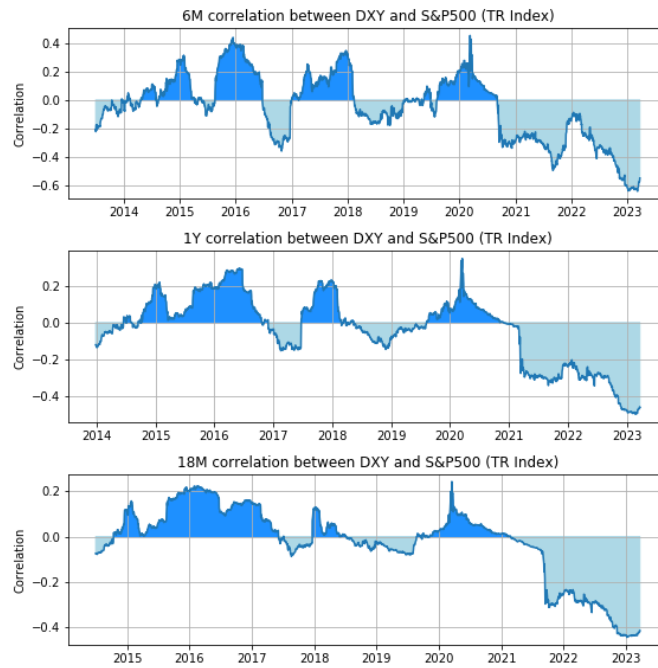 6M correlation between DXY and S&P500 (TR Index)
Correlation
0.4
0.2
0.0
−0.2
−0.4
−0.6
2014 2015 2016 2017 2018 2019 2020 2021 2022 2023
1Y correlation between DXY and S&P500 (TR Index)
Correlation
0.2
0.0
−0.2
−0.4
2014 2015 2016 2017 2018 2019 2020 2021 2022 2023
18M correlation between DXY and S&P500 (TR Index)
Correlation
0.2
0.0
−0.2
−0.4
2015 2016 2017 2018 2019 2020 2021 2022 2023